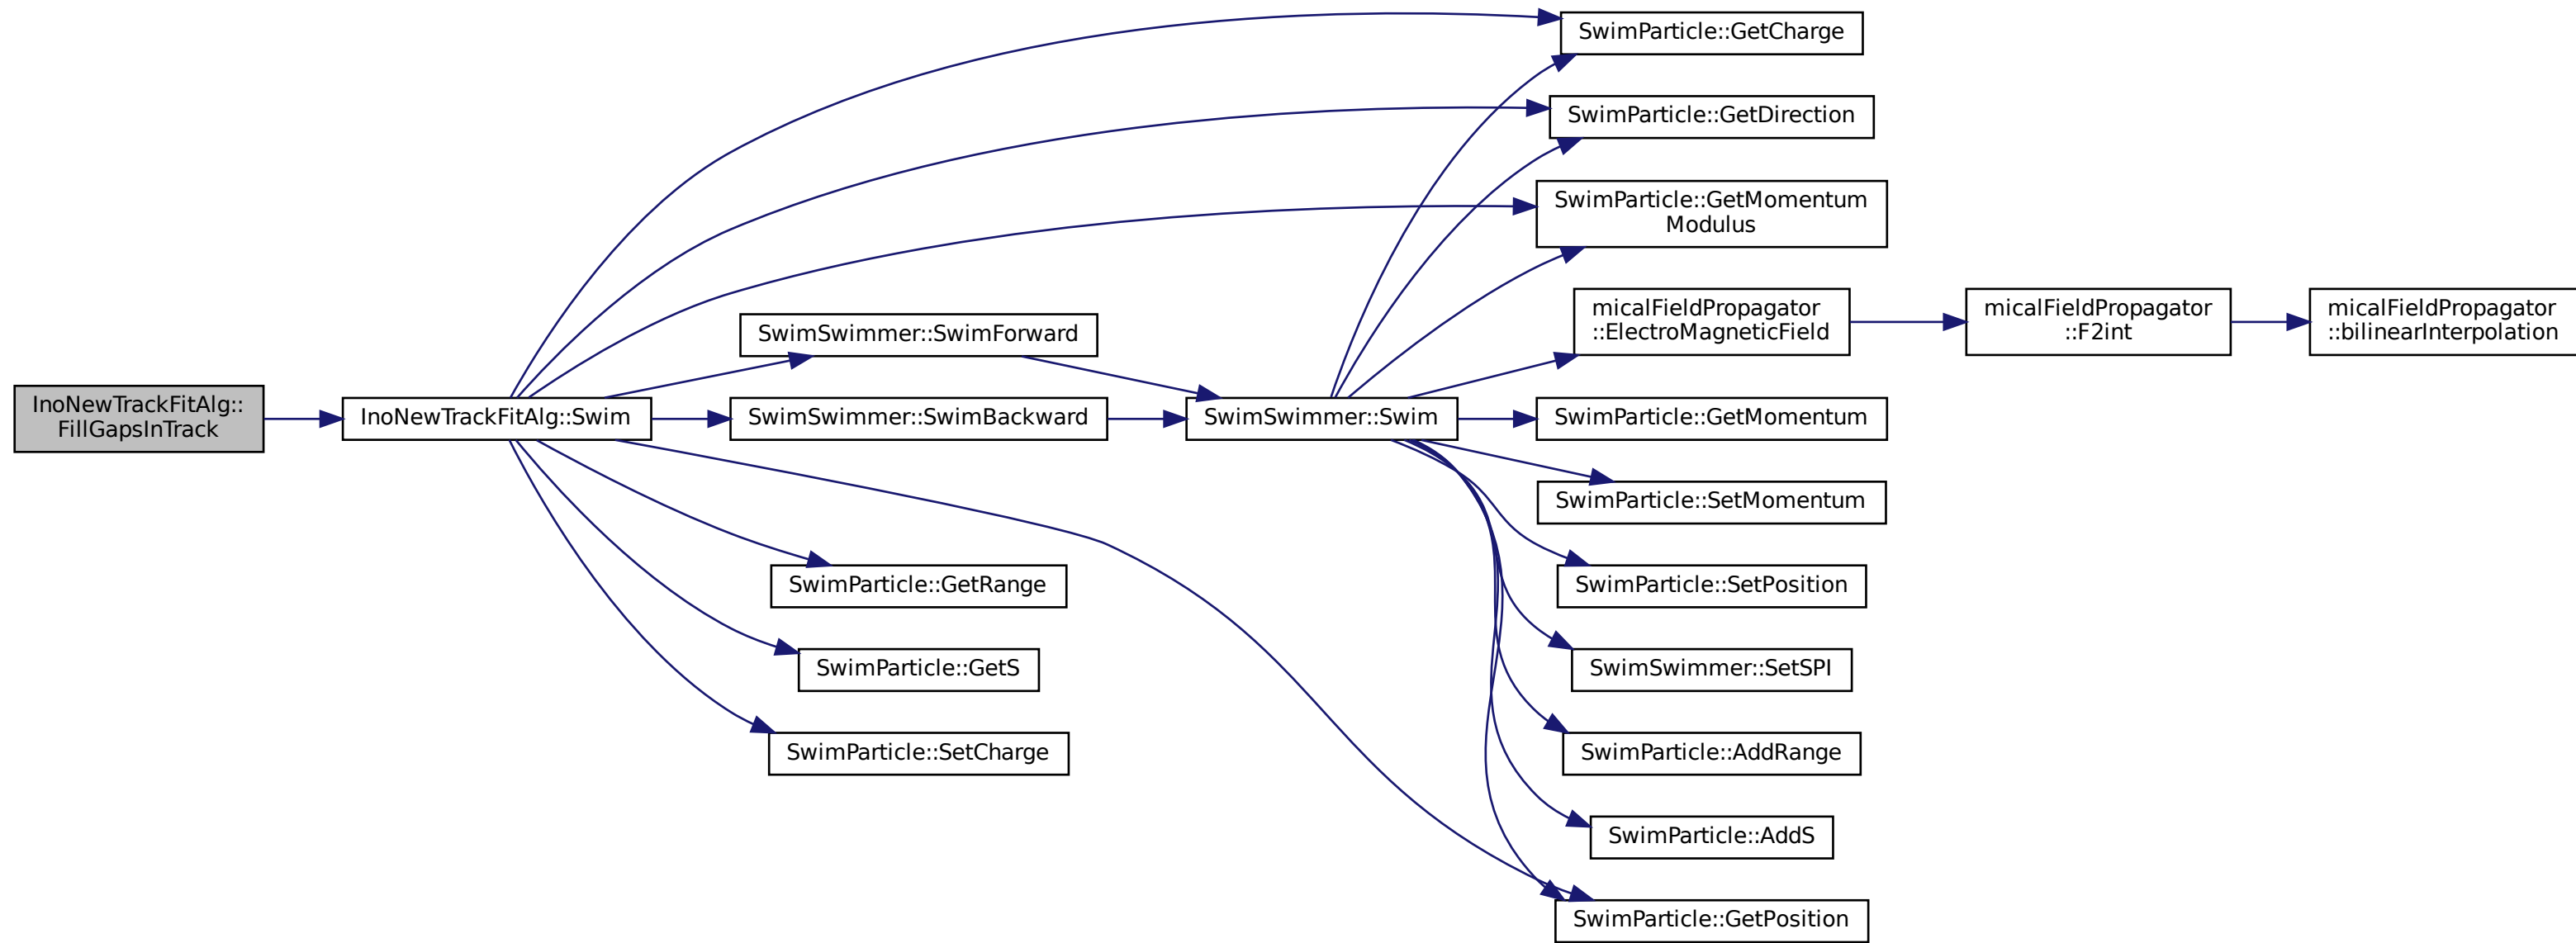 InoNewTrackFitAlg::
FillGapsInTrack
InoNewTrackFitAlg::Swim
SwimSwimmer::SwimForward
SwimSwimmer::SwimBackward
SwimParticle::GetRange
SwimParticle::GetS
SwimParticle::SetCharge
SwimSwimmer::Swim
SwimParticle::GetCharge
SwimParticle::GetDirection
SwimParticle::GetMomentum
Modulus
micalFieldPropagator
::ElectroMagneticField
SwimParticle::GetMomentum
SwimParticle::SetMomentum
SwimParticle::SetPosition
SwimSwimmer::SetSPI
SwimParticle::AddRange
SwimParticle::AddS
SwimParticle::GetPosition
micalFieldPropagator
::F2int
micalFieldPropagator
::bilinearInterpolation